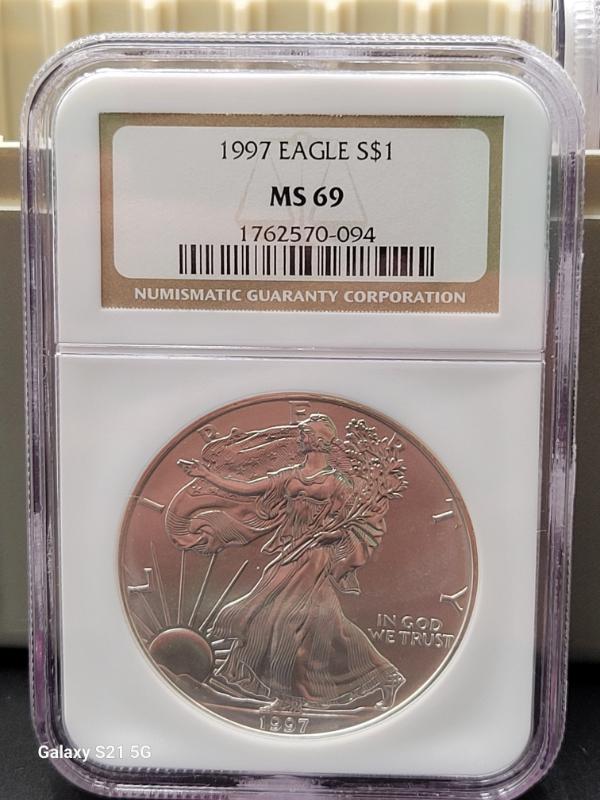 1997 EAGLE S$1
MS 69
1762570-094
NUMISMATIC GUARANTY CORPORATION
LIBERTY
IN GOD
WE TRUST
1997
Galaxy S21 5G